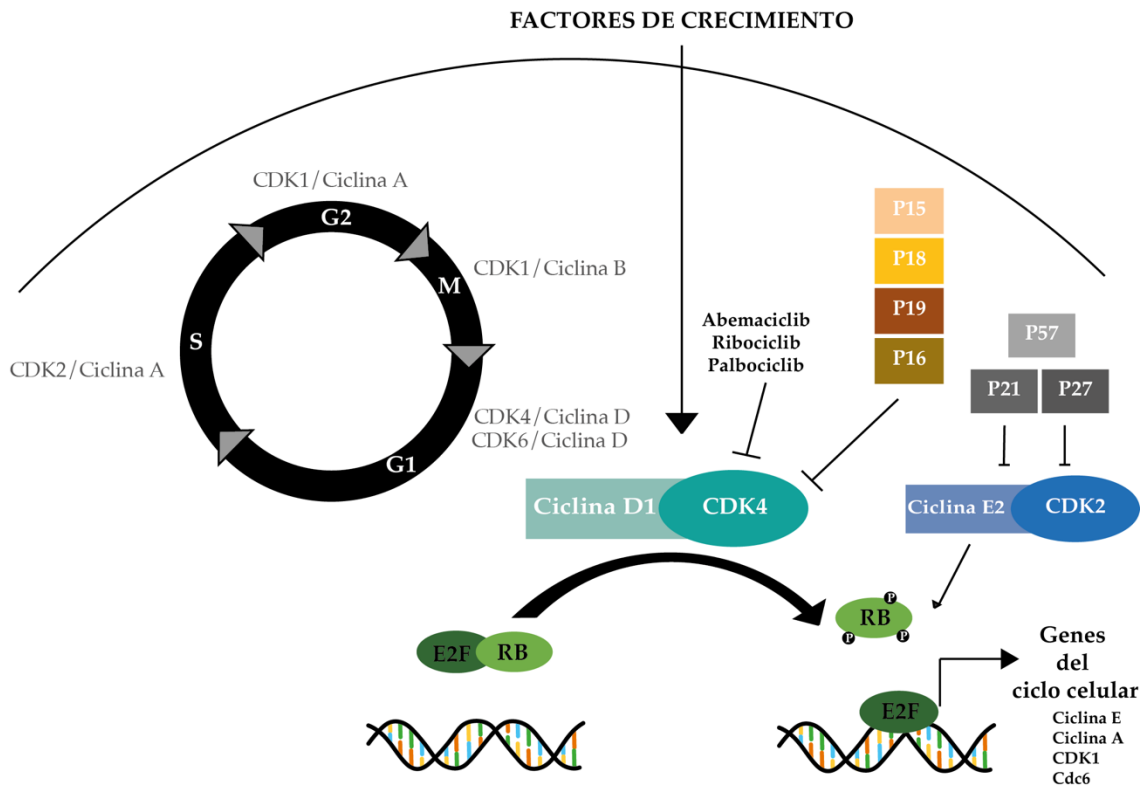 FACTORES DE CRECIMIENTO
CDK1/Ciclina A
G2
CDK1/Ciclina B
M
S
CDK2/Ciclina A
CDK4/Ciclina D
CDK6/Ciclina D
G1
Abemaciclib
Ribociclib
Palbociclib
P15
P18
P19
P16
P57
P21
P27
Ciclina D1
CDK4
Ciclina E2
CDK2
E2F
RB
RB
P
P
P
E2F
Genes
del
ciclo celular
Ciclina E
Ciclina A
CDK1
Cdc6